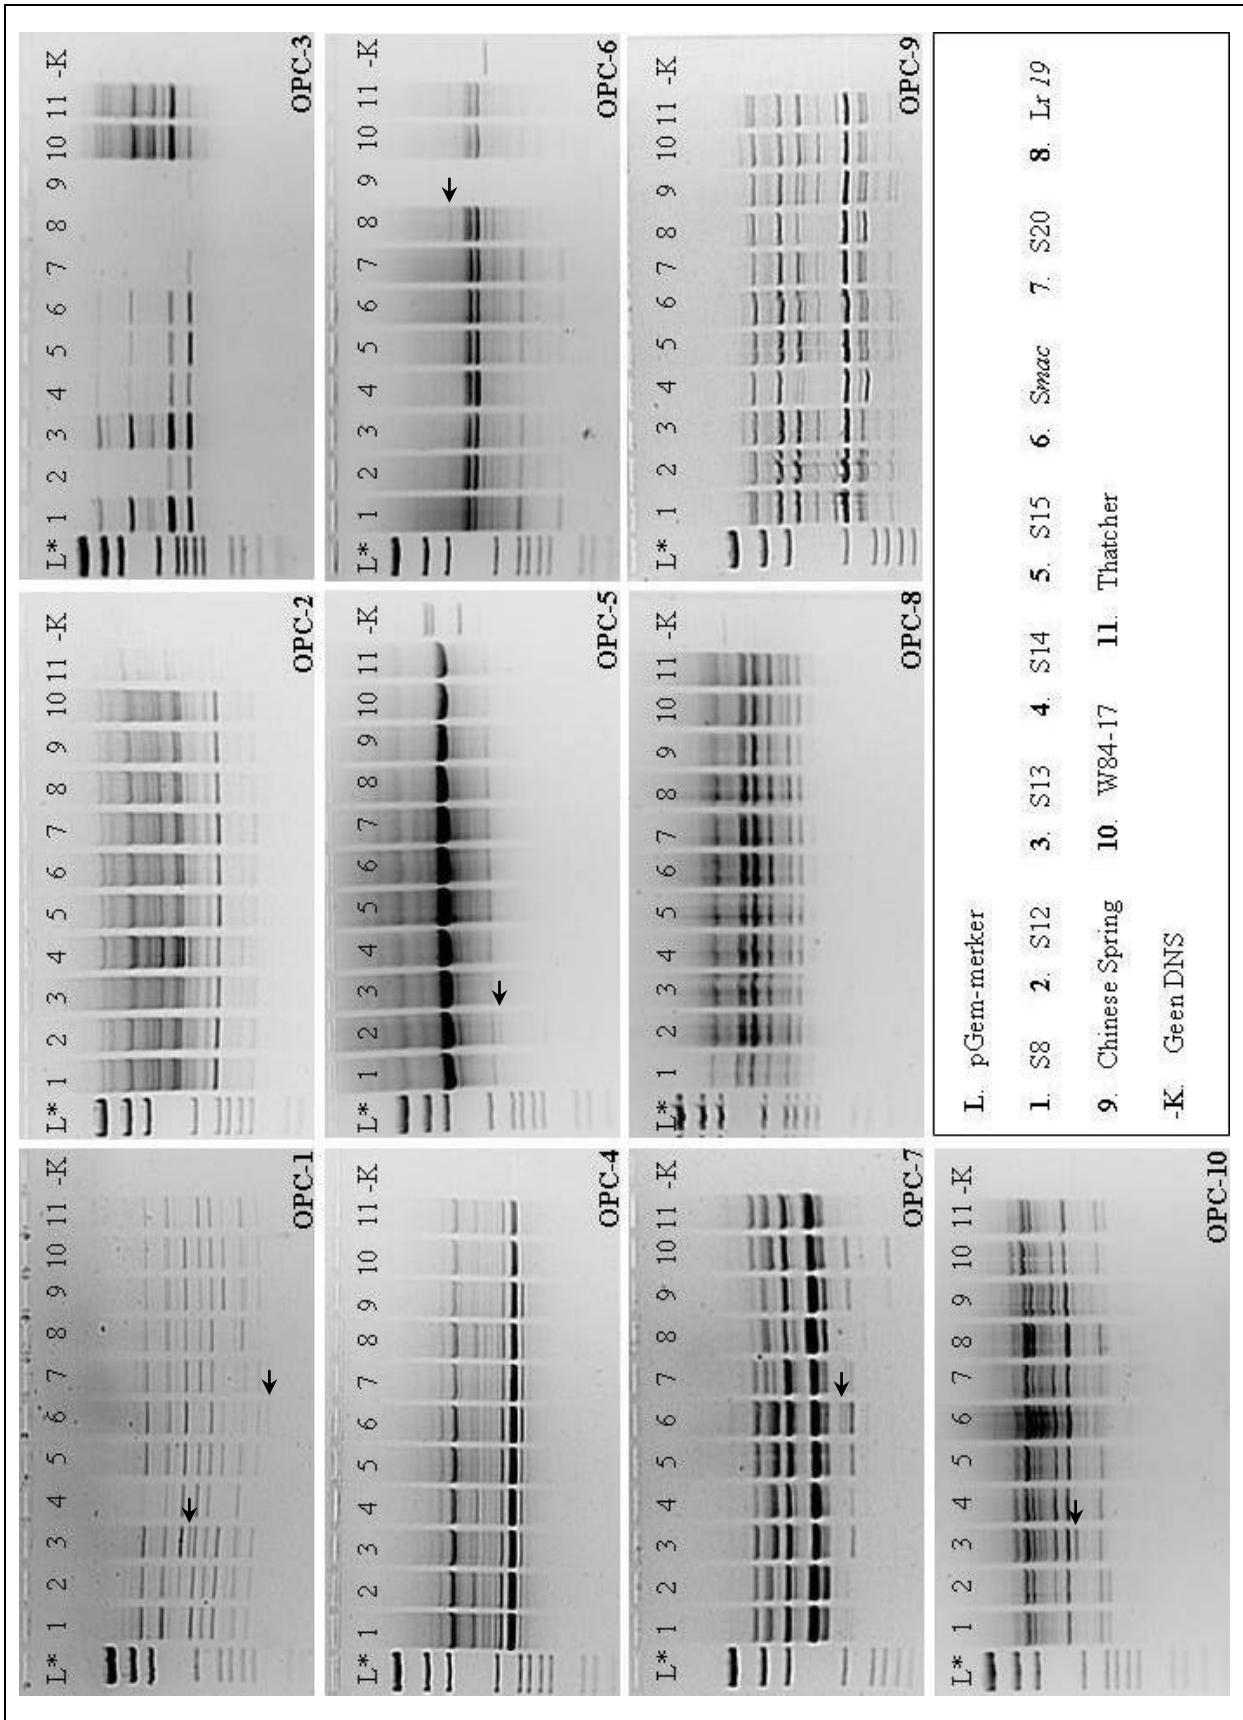 L* 1 2 3 4 5 6 7 8 9 10 11 -K
OPC-1
L* 1 2 3 4 5 6 7 8 9 10 11 -K
OPC-2
L* 1 2 3 4 5 6 7 8 9 10 11 -K
OPC-3
L* 1 2 3 4 5 6 7 8 9 10 11 -K
OPC-4
L* 1 2 3 4 5 6 7 8 9 10 11 -K
OPC-5
L* 1 2 3 4 5 6 7 8 9 10 11 -K
OPC-6
L* 1 2 3 4 5 6 7 8 9 10 11 -K
OPC-7
L* 1 2 3 4 5 6 7 8 9 10 11 -K
OPC-8
L* 1 2 3 4 5 6 7 8 9 10 11 -K
OPC-9
L* 1 2 3 4 5 6 7 8 9 10 11 -K
OPC-10
L. pGem-merker
1. S8 2. S12 3. S13 4. S14 5. S15 6. Smac 7. S20 8. Lr 19
9. Chinese Spring 10. W84-17 11. Thatcher
-K. Geen DNS